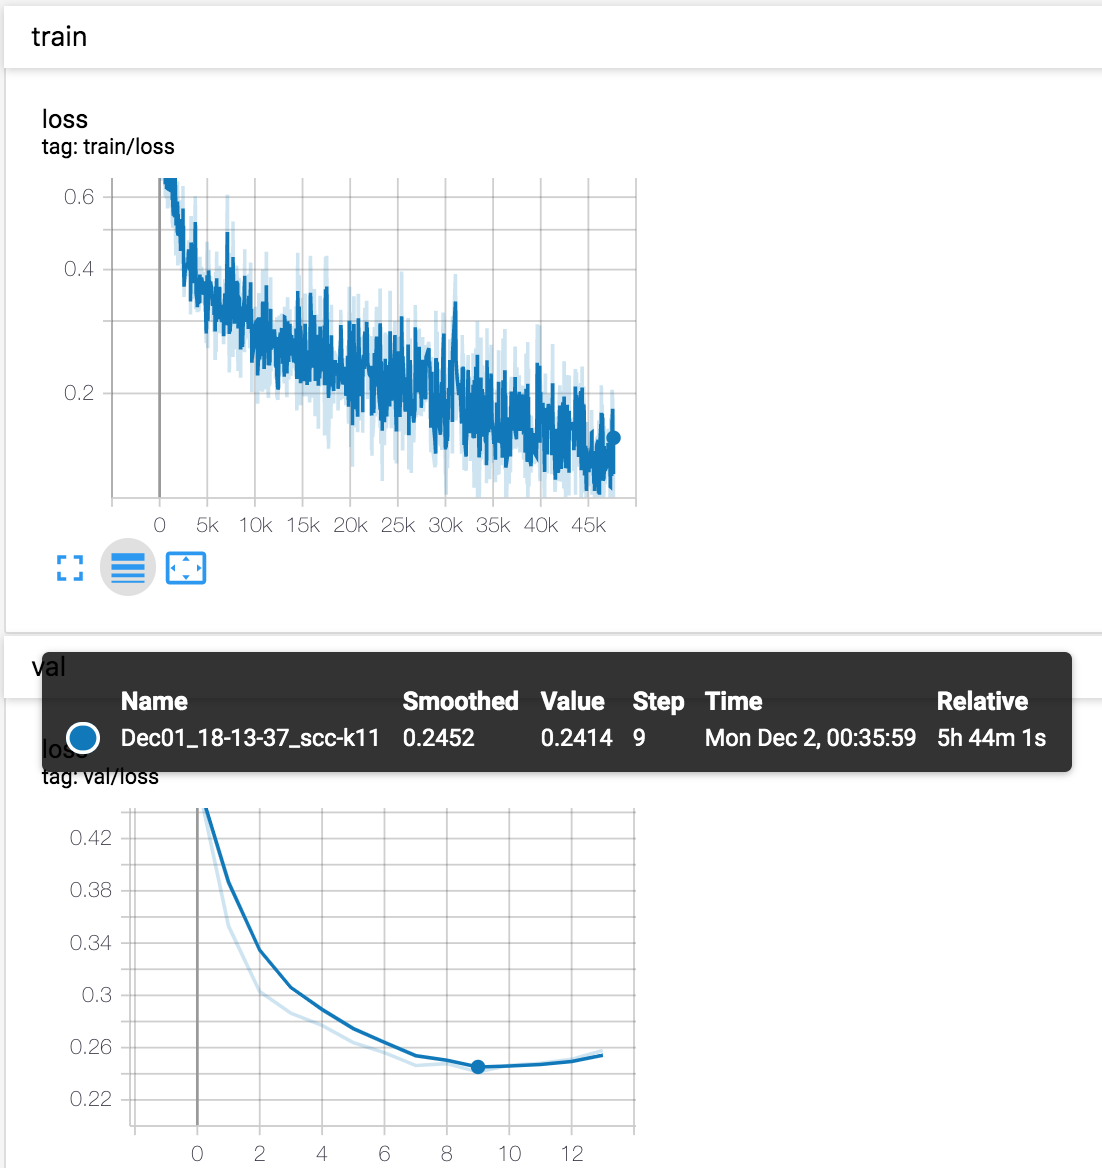 train
loss
tag: train/loss
0.6
0.4
0.2
0 5k 10k 15k 20k 25k 30k 35k 40k 45k
val
Name Smoothed Value Step Time Relative
Dec01_18-13-37_scc-k11 0.2452 0.2414 9 Mon Dec 2, 00:35:59 5h 44m 1s
loss
tag: val/loss
0.42
0.38
0.34
0.3
0.26
0.22
0 2 4 6 8 10 12